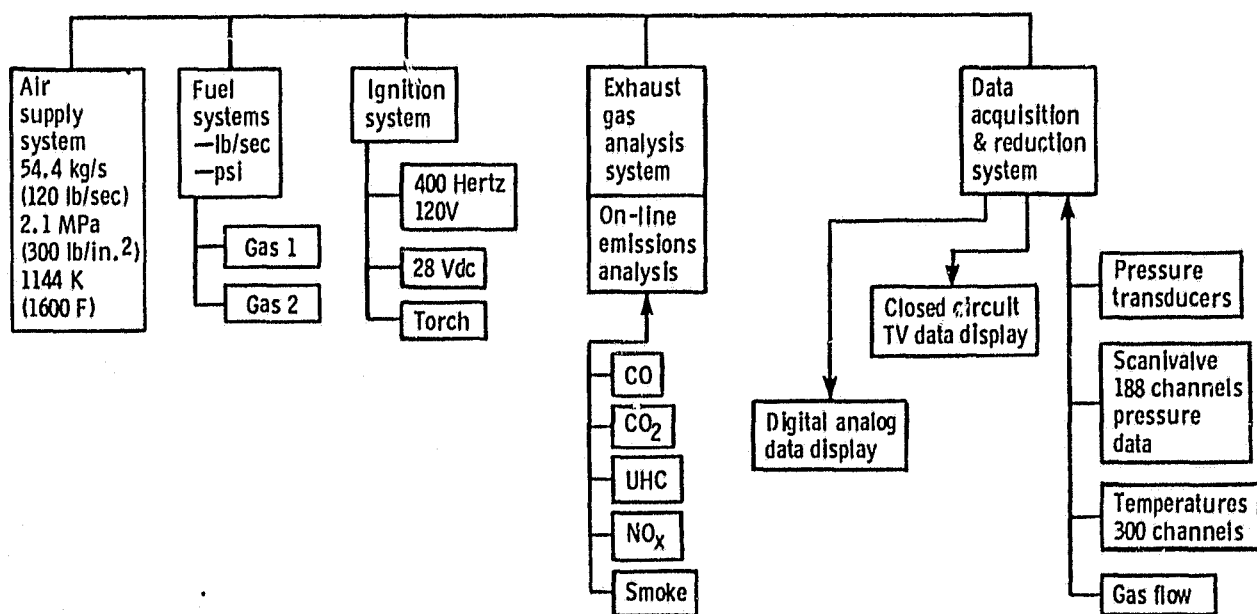 Air
supply
system
54.4 kg/s
(120 lb/sec)
2.1 MPa
(300 lb/in.²)
1144 K
(1600 F)
Fuel
systems
—lb/sec
—psi
Gas 1
Gas 2
Ignition
system
400 Hertz
120V
28 Vdc
Torch
Exhaust
gas
analysis
system
On-line
emissions
analysis
CO
CO₂
UHC
NOₓ
Smoke
Data
acquisition
& reduction
system
Digital analog
data display
Closed circuit
TV data display
Pressure
transducers
Scanivalve
188 channels
pressure
data
Temperatures
300 channels
Gas flow